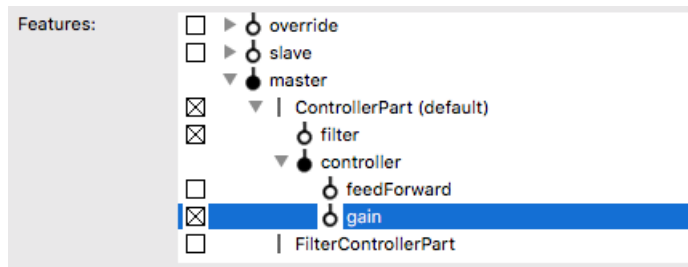 Features:
override
slave
master
ControllerPart (default)
filter
controller
feedForward
gain
FilterControllerPart